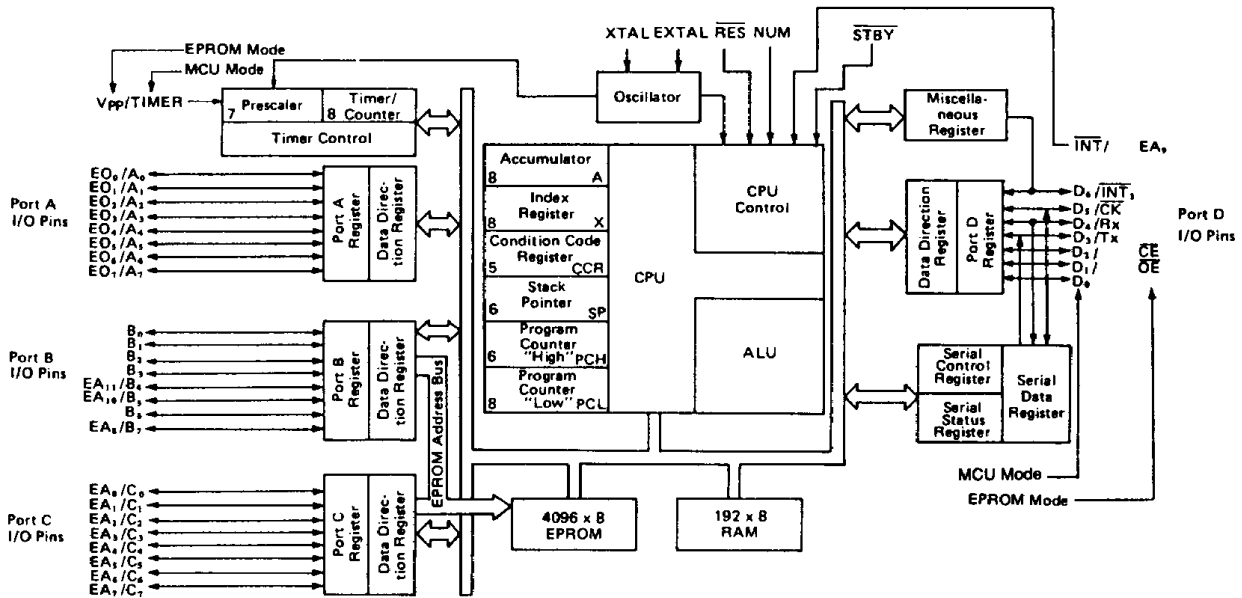 EPROM Mode
MCU Mode
VPP/TIMER
7 Prescaler
8 Timer/
Counter
Timer Control
XTAL EXTAL RES NUM
STBY
Oscillator
Miscellaneous
Register
INT/ EA₉
Port A
I/O Pins
EO₀/A₀
EO₁/A₁
EO₂/A₂
EO₃/A₃
EO₄/A₄
EO₅/A₅
EO₆/A₆
EO₇/A₇
Port A
Register
Data Direc-
tion Register
Accumulator
8 A
Index
Register
8 X
Condition Code
Register
5 CCR
Stack
Pointer
6 SP
Program
Counter
6 "High" PCH
Program
Counter
8 "Low" PCL
CPU
CPU
Control
ALU
Data Direction
Register
Port D
Register
D₆/INT₂
D₅/CK
D₄/Rx
D₃/Tx
D₂/
D₁/
D₀
CE
OE
Port D
I/O Pins
Port B
I/O Pins
B₀
B₁
B₂
B₃
EA₁₁/B₄
EA₁₀/B₅
B₆
EA₈/B₇
Port B
Register
Data Direc-
tion Register
EPROM Address Bus
Serial
Control
Register
Serial
Status
Register
Serial
Data
Register
MCU Mode
EPROM Mode
Port C
I/O Pins
EA₀/C₀
EA₁/C₁
EA₂/C₂
EA₃/C₃
EA₄/C₄
EA₅/C₅
EA₆/C₆
EA₇/C₇
Port C
Register
Data Direc-
tion Register
4096 x 8
EPROM
192 x 8
RAM